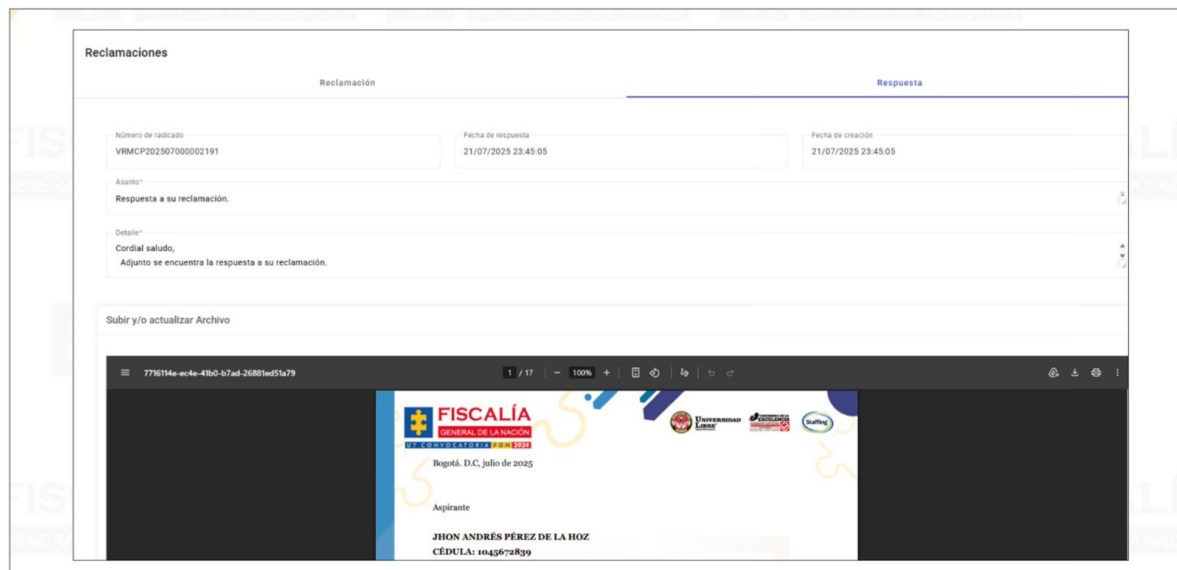 Reclamaciones
Reclamación
Respuesta
Número de radicado
VRMCP202507000002191
Fecha de respuesta
21/07/2025 23:45:05
Fecha de creación
21/07/2025 23:45:05
Asunto*
Respuesta a su reclamación.
Detalle*
Cordial saludo,
Adjunto se encuentra la respuesta a su reclamación.
Subir y/o actualizar Archivo
7716114e-ec4e-41b0-b7ad-26881ed51a79
1 / 17
100%
FISCALÍA
GENERAL DE LA NACIÓN
UT CONVOCATORIA FGN 2024
UNIVERSIDAD
LIBRE
EXCELENCIA
Staffing
Bogotá. D.C, julio de 2025
Aspirante
JHON ANDRÉS PÉREZ DE LA HOZ
CÉDULA: 1045672839